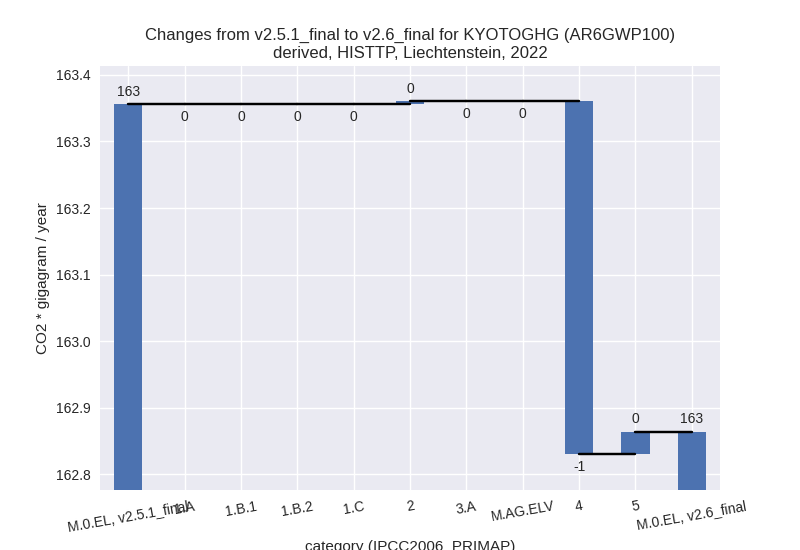 Changes from v2.5.1_final to v2.6_final for KYOTOGHG (AR6GWP100)
derived, HISTTP, Liechtenstein, 2022
CO2 * gigagram / year
163.4
163.3
163.2
163.1
163.0
162.9
162.8
163
0
0
0
0
0
0
0
-1
0
163
M.0.EL, v2.5.1_final
1.A
1.B.1
1.B.2
1.C
2
3.A
M.AG.ELV
4
5
M.0.EL, v2.6_final
category (IPCC2006_PRIMAP)